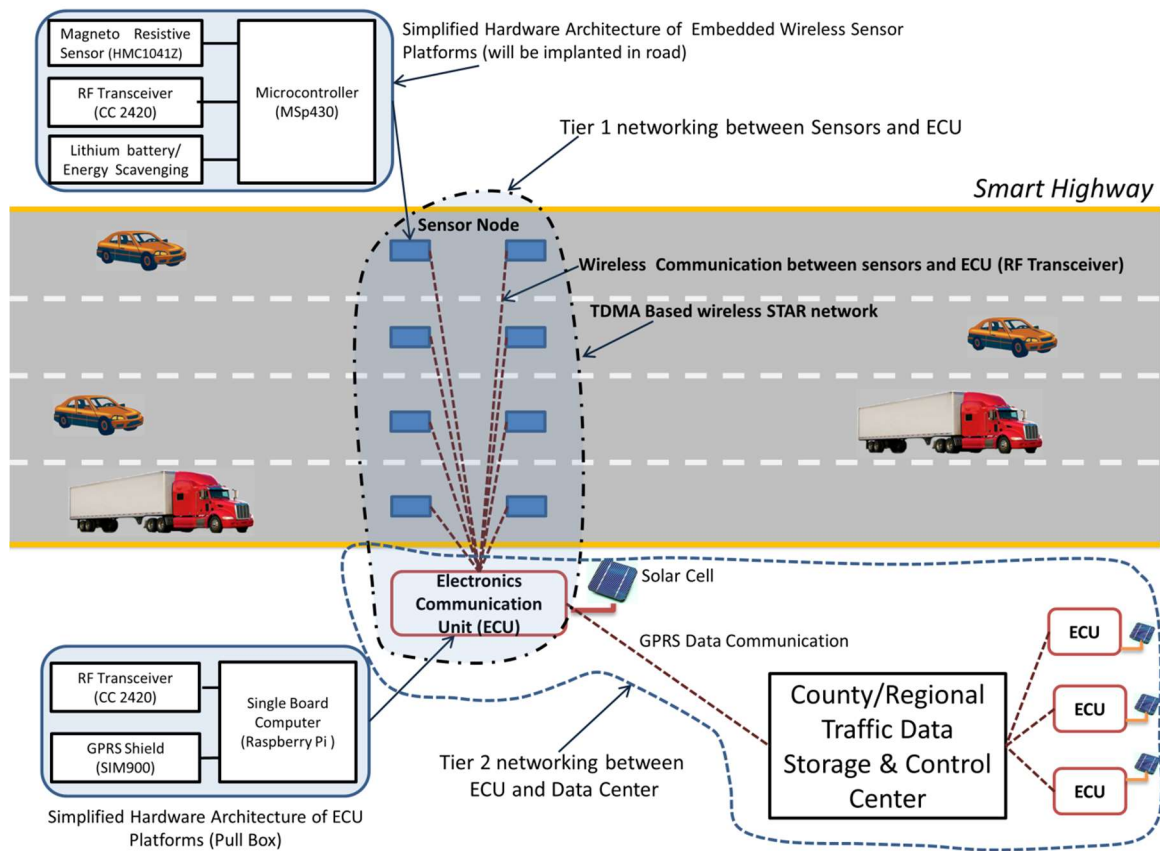 Magneto Resistive
Sensor (HMC1041Z)
RF Transceiver
(CC 2420)
Lithium battery/
Energy Scavenging
Microcontroller
(MSp430)
Simplified Hardware Architecture of Embedded Wireless Sensor
Platforms (will be implanted in road)
Tier 1 networking between Sensors and ECU
Smart Highway
Sensor Node
Wireless Communication between sensors and ECU (RF Transceiver)
TDMA Based wireless STAR network
Electronics
Communication
Unit (ECU)
Solar Cell
GPRS Data Communication
RF Transceiver
(CC 2420)
GPRS Shield
(SIM900)
Single Board
Computer
(Raspberry Pi )
Simplified Hardware Architecture of ECU
Platforms (Pull Box)
Tier 2 networking between
ECU and Data Center
County/Regional
Traffic Data
Storage & Control
Center
ECU
ECU
ECU